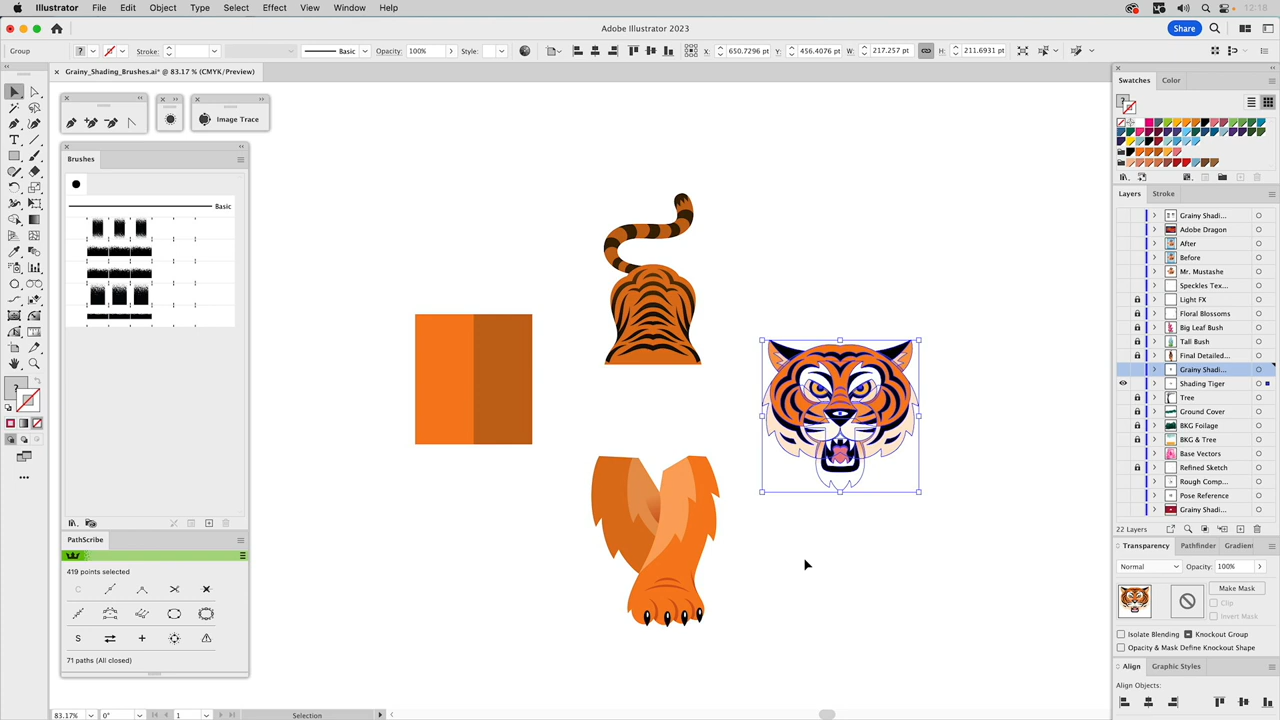 Illustrator File Edit Object Type Select Effect View Window Help 12:18
Adobe Illustrator 2023
Share
Group Stroke: Basic Opacity: 100% Style: X: 650.7296 pt Y: 456.4076 pt W: 217.257 pt H: 211.6931 pt
Grainy_Shading_Brushes.ai* @ 83.17 % (CMYK/Preview)
Image Trace
Brushes
Basic
PathScribe
419 points selected
71 paths (All closed)
Swatches Color
Layers Stroke
Grainy Shadi...
Adobe Dragon
After
Before
Mr. Mustashe
Speckles Tex...
Light FX
Floral Blossoms
Big Leaf Bush
Tall Bush
Final Detailed...
Grainy Shadi...
Shading Tiger
Tree
Ground Cover
BKG Foliage
BKG & Tree
Base Vectors
Refined Sketch
Rough Comp...
Pose Reference
Grainy Shadi...
22 Layers
Transparency Pathfinder Gradient
Normal Opacity: 100%
Make Mask
Clip
Invert Mask
Isolate Blending Knockout Group
Opacity & Mask Define Knockout Shape
Align Graphic Styles
Align Objects:
83.17% 0° 1 Selection